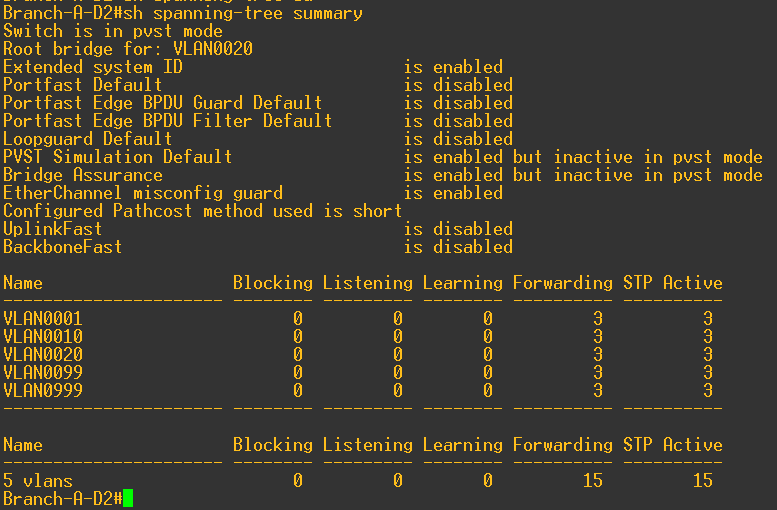 Branch-A-D2#sh spanning-tree summary
Switch is in pvst mode
Root bridge for: VLAN0020
Extended system ID                      is enabled
Portfast Default                        is disabled
Portfast Edge BPDU Guard Default        is disabled
Portfast Edge BPDU Filter Default       is disabled
Loopguard Default                       is disabled
PVST Simulation Default                 is enabled but inactive in pvst mode
Bridge Assurance                        is enabled but inactive in pvst mode
EtherChannel misconfig guard            is enabled
Configured Pathcost method used is short
UplinkFast                              is disabled
BackboneFast                            is disabled

Name                   Blocking Listening Learning Forwarding STP Active
---------------------- -------- --------- -------- ---------- ----------
VLAN0001                     0         0        0          3          3
VLAN0010                     0         0        0          3          3
VLAN0020                     0         0        0          3          3
VLAN0099                     0         0        0          3          3
VLAN0999                     0         0        0          3          3
---------------------- -------- --------- -------- ---------- ----------

Name                   Blocking Listening Learning Forwarding STP Active
---------------------- -------- --------- -------- ---------- ----------
5 vlans                      0         0        0         15         15
Branch-A-D2#